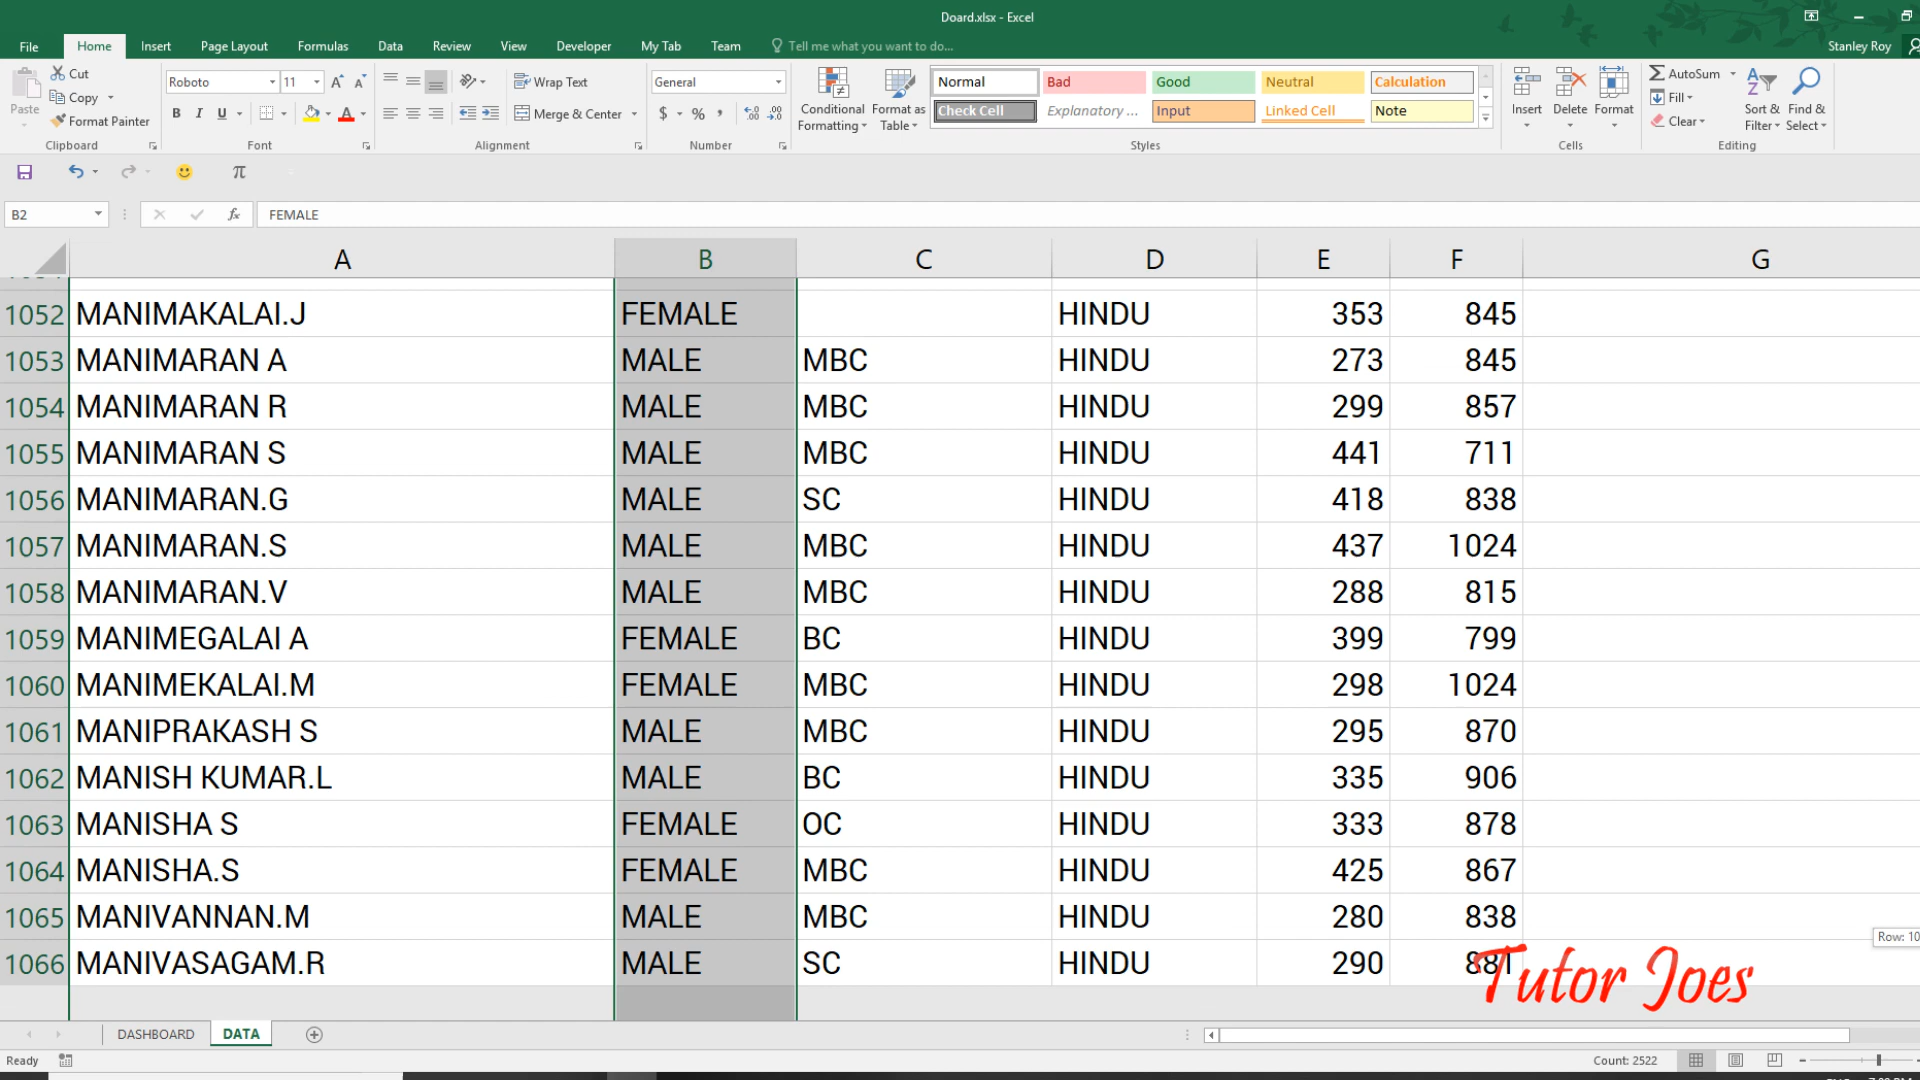 Doard.xlsx - Excel
File Home Insert Page Layout Formulas Data Review View Developer My Tab Team Tell me what you want to do... Stanley Roy
Paste Cut Copy Format Painter Clipboard
Roboto 11 B I U Font
Wrap Text Merge & Center Alignment
General $ % , Number
Conditional Formatting Format as Table
Normal Bad Good Neutral Calculation
Check Cell Explanatory ... Input Linked Cell Note
Styles
Insert Delete Format Cells
AutoSum Fill Clear Sort & Filter Find & Select Editing
π
B2 fx FEMALE
A B C D E F G
1052 MANIMAKALAI.J FEMALE HINDU 353 845
1053 MANIMARAN A MALE MBC HINDU 273 845
1054 MANIMARAN R MALE MBC HINDU 299 857
1055 MANIMARAN S MALE MBC HINDU 441 711
1056 MANIMARAN.G MALE SC HINDU 418 838
1057 MANIMARAN.S MALE MBC HINDU 437 1024
1058 MANIMARAN.V MALE MBC HINDU 288 815
1059 MANIMEGALAI A FEMALE BC HINDU 399 799
1060 MANIMEKALAI.M FEMALE MBC HINDU 298 1024
1061 MANIPRAKASH S MALE MBC HINDU 295 870
1062 MANISH KUMAR.L MALE BC HINDU 335 906
1063 MANISHA S FEMALE OC HINDU 333 878
1064 MANISHA.S FEMALE MBC HINDU 425 867
1065 MANIVANNAN.M MALE MBC HINDU 280 838
Row: 10
1066 MANIVASAGAM.R MALE SC HINDU 290 881
Tutor Joes
DASHBOARD DATA
Ready Count: 2522